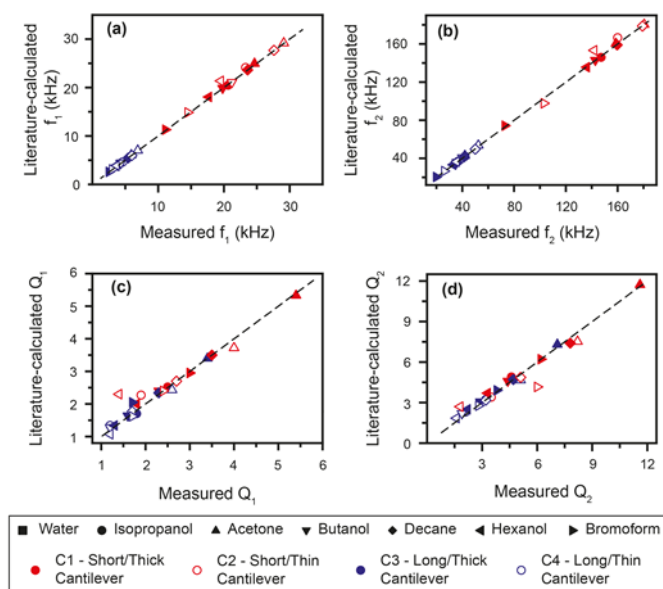 (a)
30
20
10
0
10 20 30
Literature-calculated
f1 (kHz)
Measured f1 (kHz)
(b)
160
120
80
40
40 80 120 160
Literature-calculated
f2 (kHz)
Measured f2 (kHz)
(c)
6
5
4
3
2
1
1 2 3 4 5 6
Literature-calculated Q1
Measured Q1
(d)
12
9
6
3
0
3 6 9 12
Literature-calculated Q2
Measured Q2
Water Isopropanol Acetone Butanol Decane Hexanol Bromoform
C1 - Short/Thick C2 - Short/Thin C3 - Long/Thick C4 - Long/Thin
Cantilever Cantilever Cantilever Cantilever